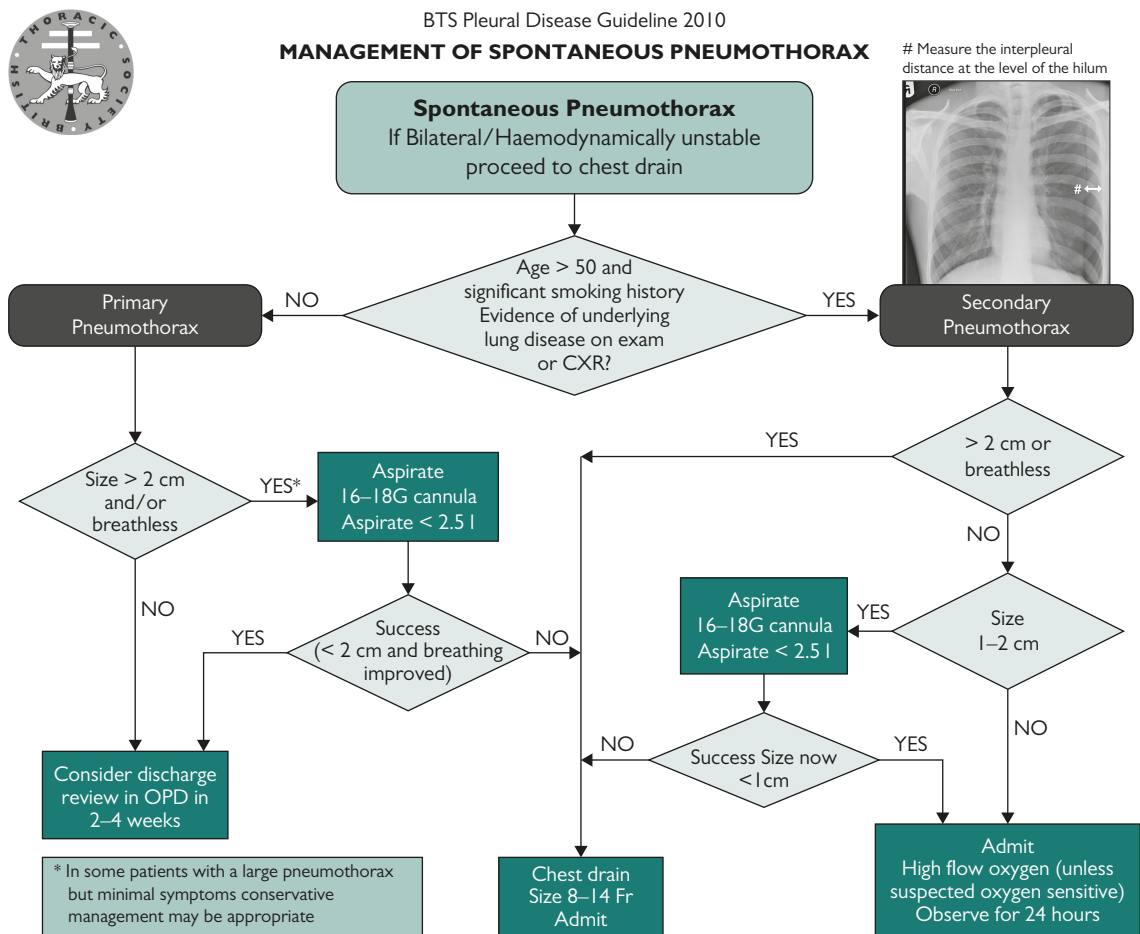 BRITISH THORACIC SOCIETY
BTS Pleural Disease Guideline 2010
MANAGEMENT OF SPONTANEOUS PNEUMOTHORAX
# Measure the interpleural
distance at the level of the hilum
R
#
Spontaneous Pneumothorax
If Bilateral/Haemodynamically unstable
proceed to chest drain
Age > 50 and
significant smoking history
Evidence of underlying
lung disease on exam
or CXR?
NO
YES
Primary
Pneumothorax
Secondary
Pneumothorax
Size > 2 cm
and/or
breathless
YES*
Aspirate
16–18G cannula
Aspirate < 2.5 l
YES
> 2 cm or
breathless
NO
NO
Success
(< 2 cm and breathing
improved)
YES
NO
Aspirate
16–18G cannula
Aspirate < 2.5 l
YES
Size
1–2 cm
NO
Success Size now
<1cm
NO
YES
Consider discharge
review in OPD in
2–4 weeks
* In some patients with a large pneumothorax
but minimal symptoms conservative
management may be appropriate
Chest drain
Size 8–14 Fr
Admit
Admit
High flow oxygen (unless
suspected oxygen sensitive)
Observe for 24 hours